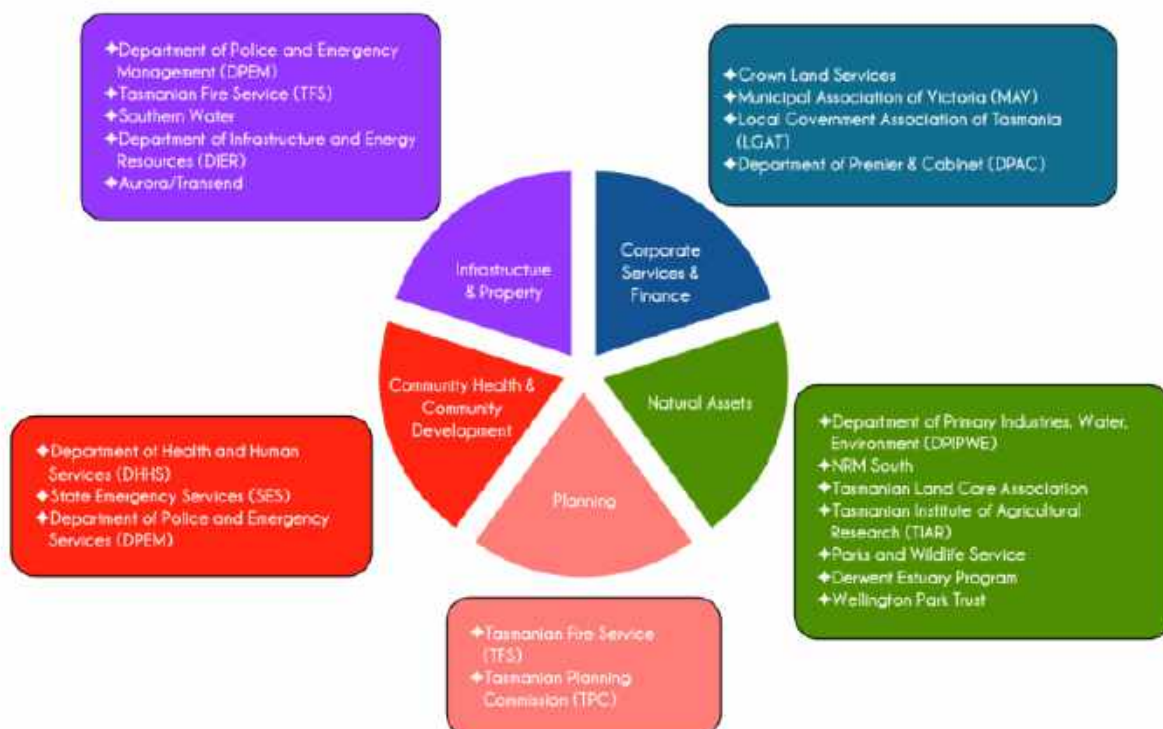 ✦Department of Police and Emergency
Management (DPEM)
✦Tasmanian Fire Service (TFS)
✦Southern Water
✦Department of Infrastructure and Energy
Resources (DIER)
✦Aurora/Transend
✦Crown Land Services
✦Municipal Association of Victoria (MAV)
✦Local Government Association of Tasmania
(LGAT)
✦Department of Premier & Cabinet (DPAC)
Infrastructure
& Property
Corporate
Services &
Finance
Community Health &
Community
Development
Natural Assets
Planning
✦Department of Health and Human
Services (DHHS)
✦State Emergency Services (SES)
✦Department of Police and Emergency
Services (DPEM)
✦Department of Primary Industries, Water,
Environment (DPIPWE)
✦NRM South
✦Tasmanian Land Care Association
✦Tasmanian Institute of Agricultural
Research (TIAR)
✦Parks and Wildlife Service
✦Derwent Estuary Program
✦Wellington Park Trust
✦Tasmanian Fire Service
(TFS)
✦Tasmanian Planning
Commission (TPC)